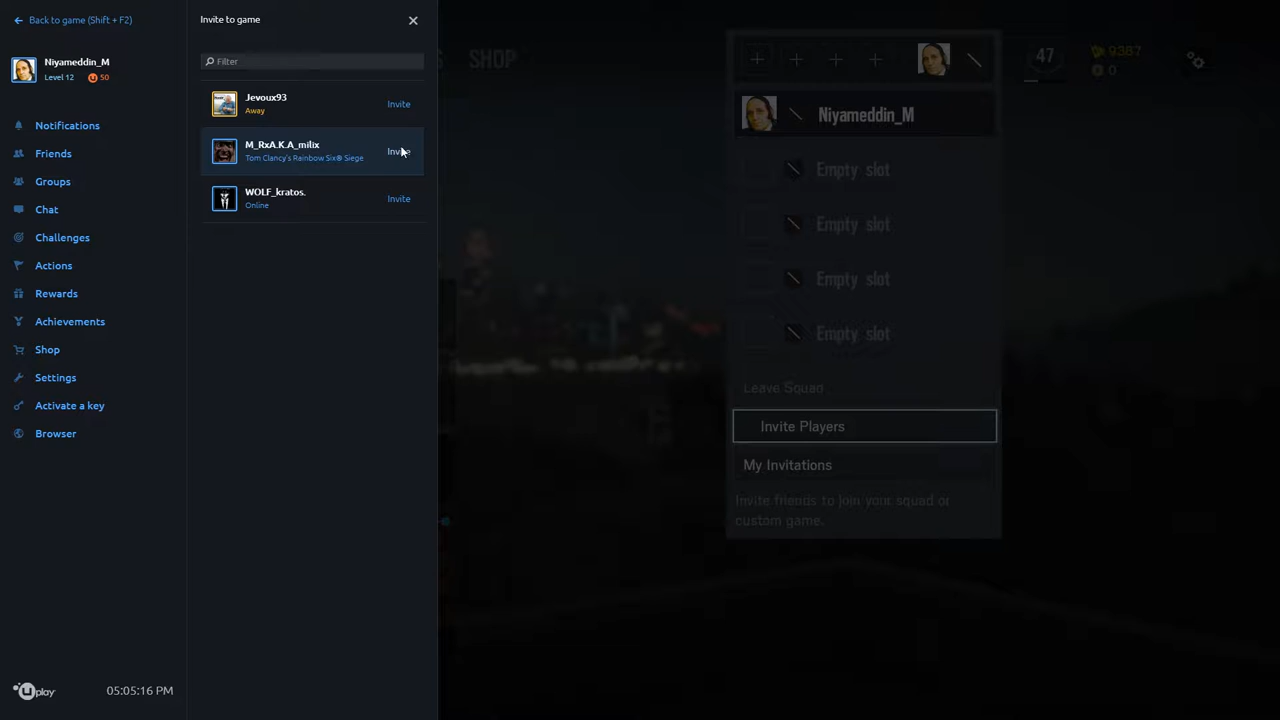 Back to game (Shift + F2)
Niyameddin_M
Level 12 50
Notifications
Friends
Groups
Chat
Challenges
Actions
Rewards
Achievements
Shop
Settings
Activate a key
Browser
uplay 05:05:16 PM
Invite to game
Filter
Jevoux93
Away
Invite
M_RxA.K.A_milix
Tom Clancy's Rainbow Six® Siege
Invite
WOLF_kratos.
Online
Invite
SHOP
47
9387
0
Niyameddin_M
Empty slot
Empty slot
Empty slot
Empty slot
Leave Squad
Invite Players
My Invitations
Invite friends to join your squad or
custom game.